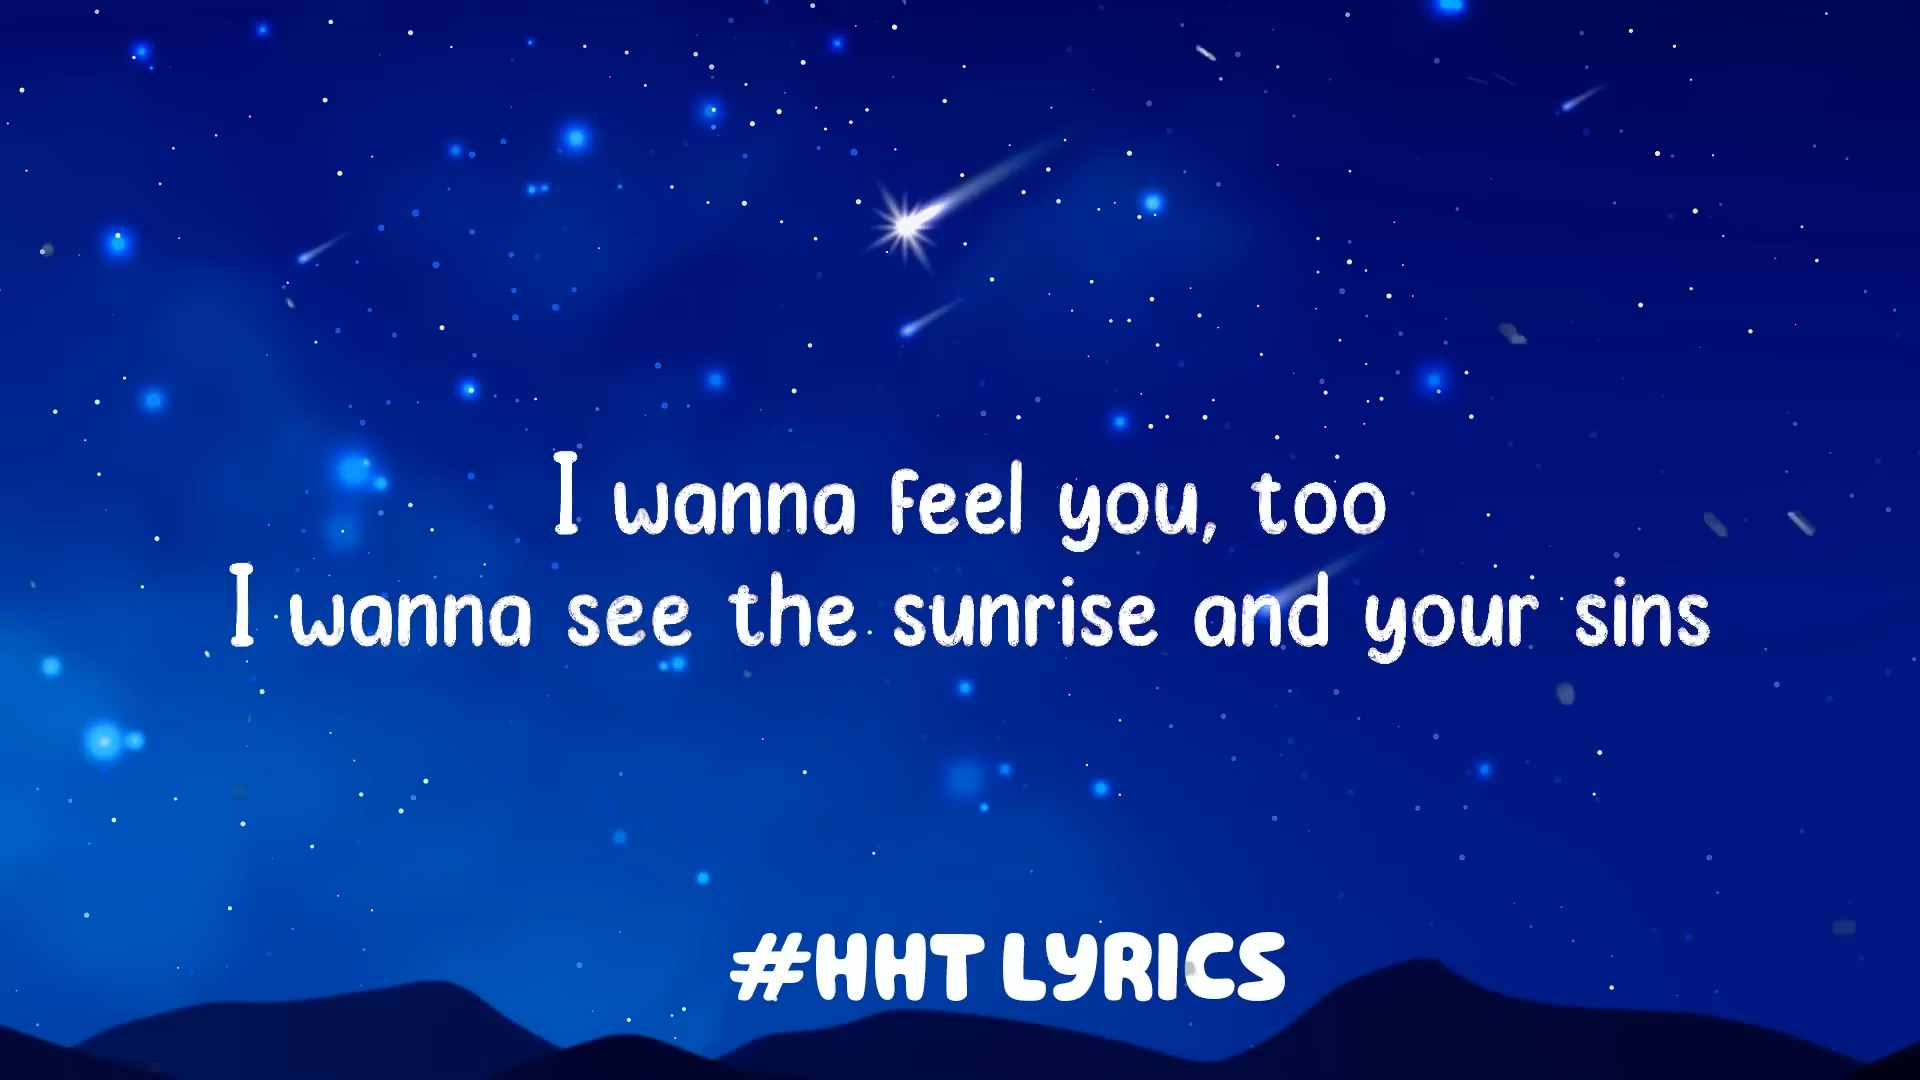 I wanna feel you, too
I wanna see the sunrise and your sins
#HHT LYRICS